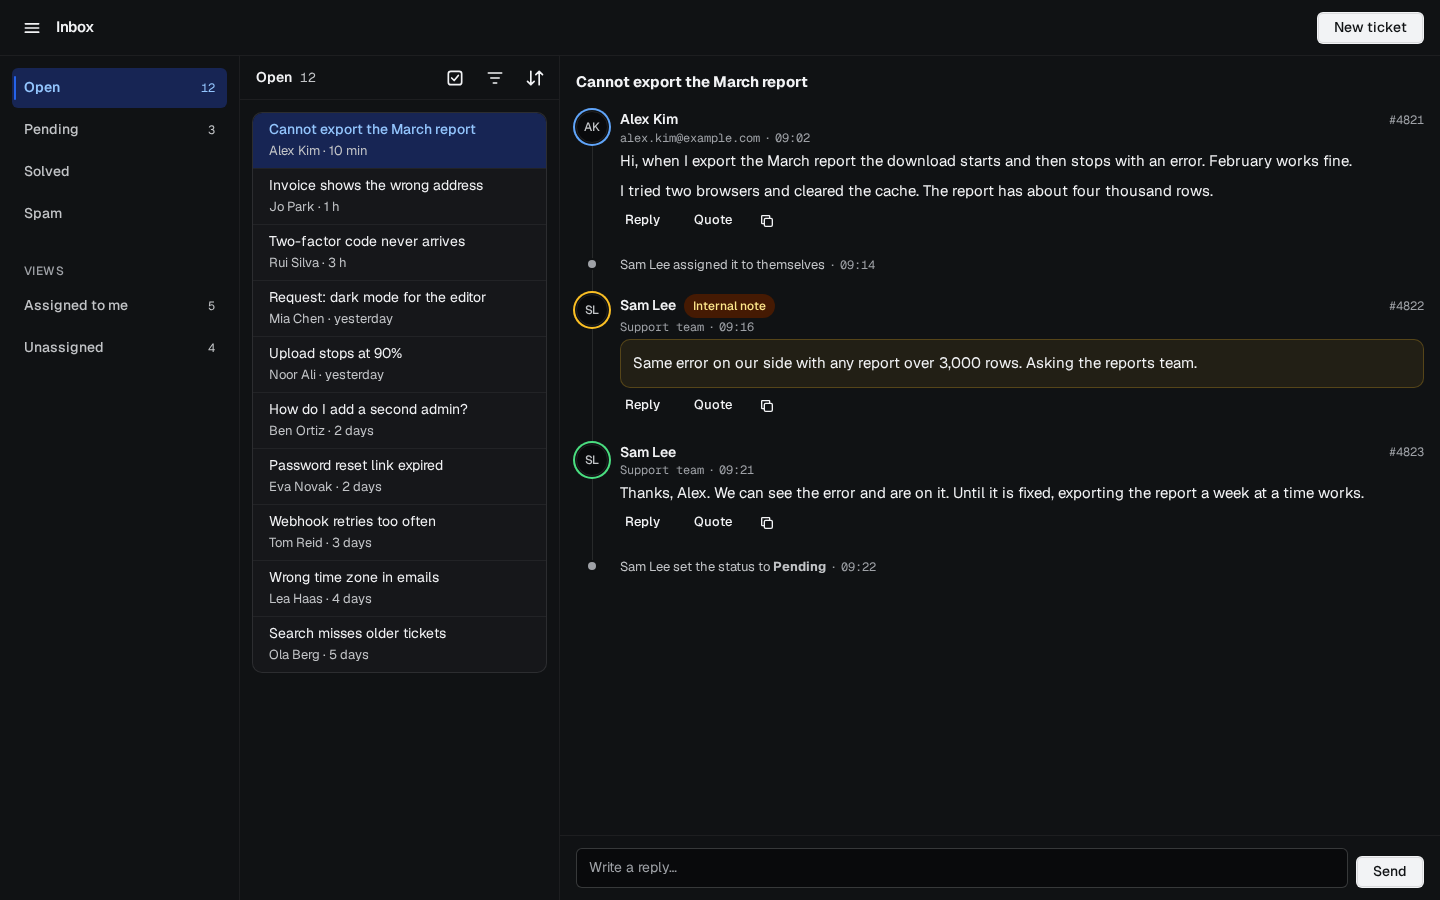 Inbox
New ticket
Open 12
Pending 3
Solved
Spam
VIEWS
Assigned to me 5
Unassigned 4
Open 12
Cannot export the March report
Alex Kim · 10 min
Invoice shows the wrong address
Jo Park · 1 h
Two-factor code never arrives
Rui Silva · 3 h
Request: dark mode for the editor
Mia Chen · yesterday
Upload stops at 90%
Noor Ali · yesterday
How do I add a second admin?
Ben Ortiz · 2 days
Password reset link expired
Eva Novak · 2 days
Webhook retries too often
Tom Reid · 3 days
Wrong time zone in emails
Lea Haas · 4 days
Search misses older tickets
Ola Berg · 5 days
Cannot export the March report
AK
Alex Kim
#4821
alex.kim@example.com · 09:02
Hi, when I export the March report the download starts and then stops with an error. February works fine.
I tried two browsers and cleared the cache. The report has about four thousand rows.
Reply Quote
Sam Lee assigned it to themselves · 09:14
SL
Sam Lee Internal note
#4822
Support team · 09:16
Same error on our side with any report over 3,000 rows. Asking the reports team.
Reply Quote
SL
Sam Lee
#4823
Support team · 09:21
Thanks, Alex. We can see the error and are on it. Until it is fixed, exporting the report a week at a time works.
Reply Quote
Sam Lee set the status to Pending · 09:22
Write a reply…
Send